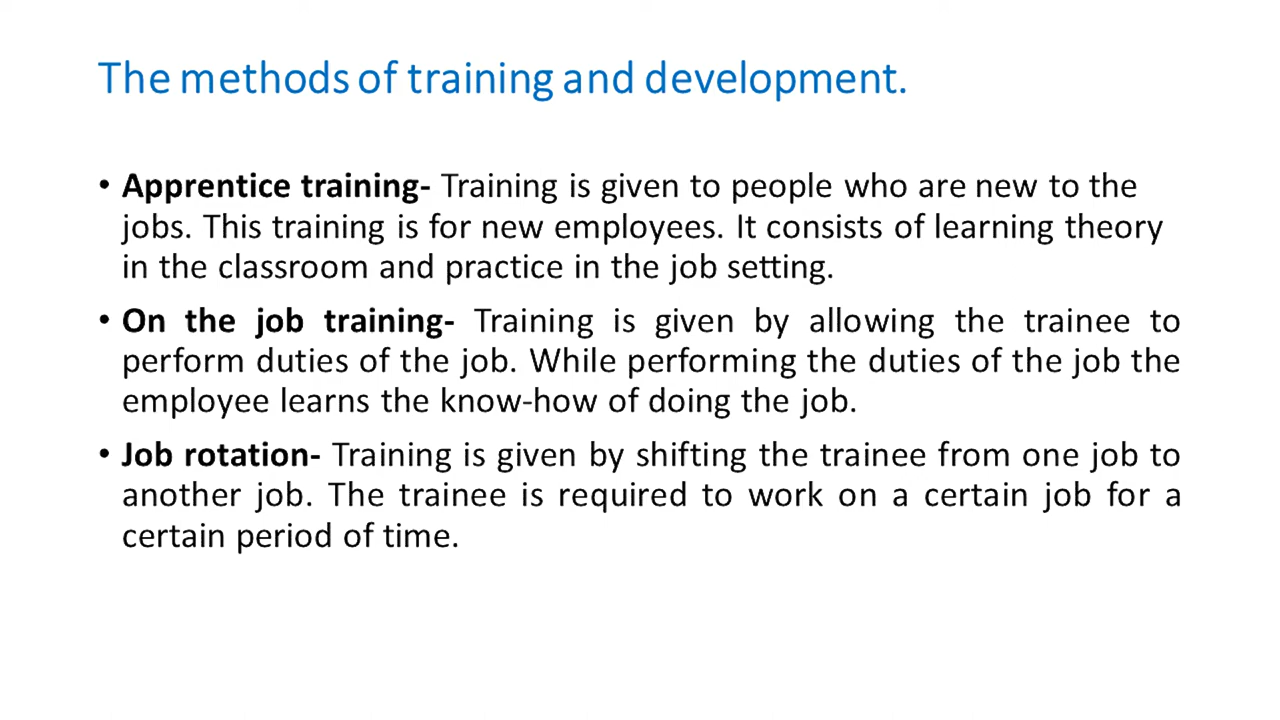 The methods of training and development.
• Apprentice training- Training is given to people who are new to the
jobs. This training is for new employees. It consists of learning theory
in the classroom and practice in the job setting.
• On the job training- Training is given by allowing the trainee to
perform duties of the job. While performing the duties of the job the
employee learns the know-how of doing the job.
• Job rotation- Training is given by shifting the trainee from one job to
another job. The trainee is required to work on a certain job for a
certain period of time.